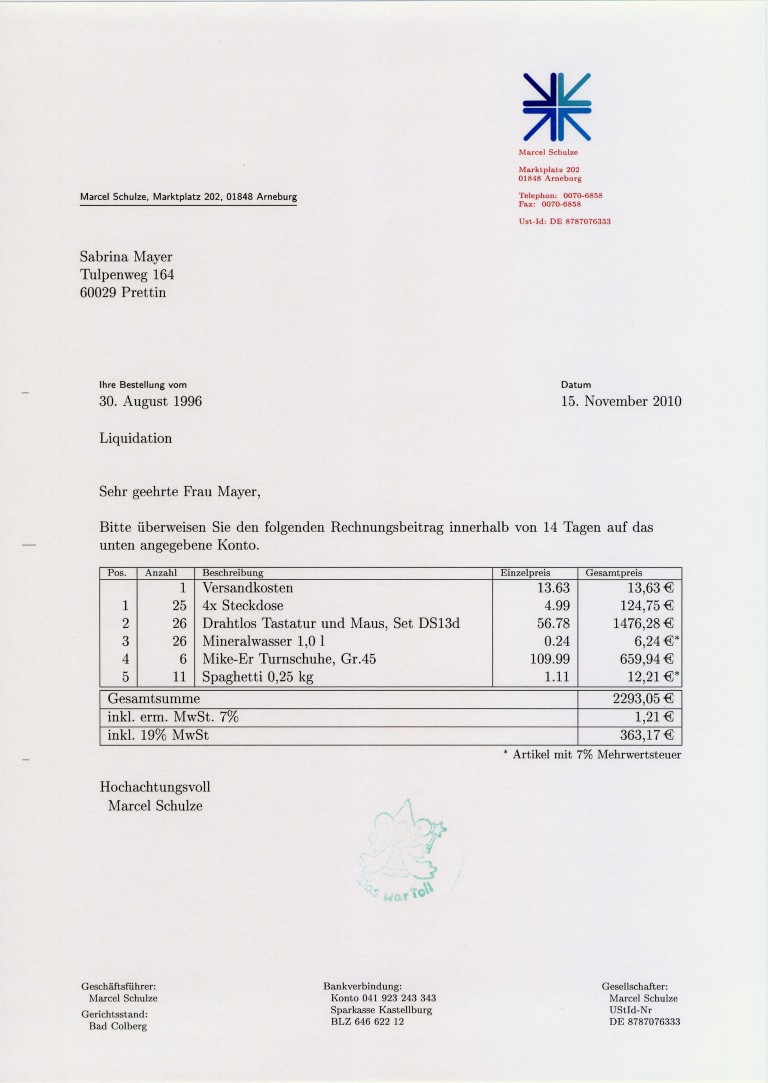 Marcel Schulze
Marktplatz 202
01848 Arneburg
Telephon: 0070-6858
Fax: 0070-6858
Ust-Id: DE 8787076333
Marcel Schulze, Marktplatz 202, 01848 Arneburg
Sabrina Mayer
Tulpenweg 164
60029 Prettin
Ihre Bestellung vom Datum
30. August 1996 15. November 2010
Liquidation
Sehr geehrte Frau Mayer,
Bitte überweisen Sie den folgenden Rechnungsbeitrag innerhalb von 14 Tagen auf das
unten angegebene Konto.
Pos. Anzahl Beschreibung Einzelpreis Gesamtpreis
1 Versandkosten 13.63 13,63 €
1 25 4x Steckdose 4.99 124,75 €
2 26 Drahtlos Tastatur und Maus, Set DS13d 56.78 1476,28 €
3 26 Mineralwasser 1,0 l 0.24 6,24 €*
4 6 Mike-Er Turnschuhe, Gr.45 109.99 659,94 €
5 11 Spaghetti 0,25 kg 1.11 12,21 €*
Gesamtsumme 2293,05 €
inkl. erm. MwSt. 7% 1,21 €
inkl. 19% MwSt 363,17 €
* Artikel mit 7% Mehrwertsteuer
Hochachtungsvoll
Marcel Schulze
Das war toll
Geschäftsführer:
Marcel Schulze
Gerichtsstand:
Bad Colberg
Bankverbindung:
Konto 041 923 243 343
Sparkasse Kastellburg
BLZ 646 622 12
Gesellschafter:
Marcel Schulze
UStId-Nr
DE 8787076333